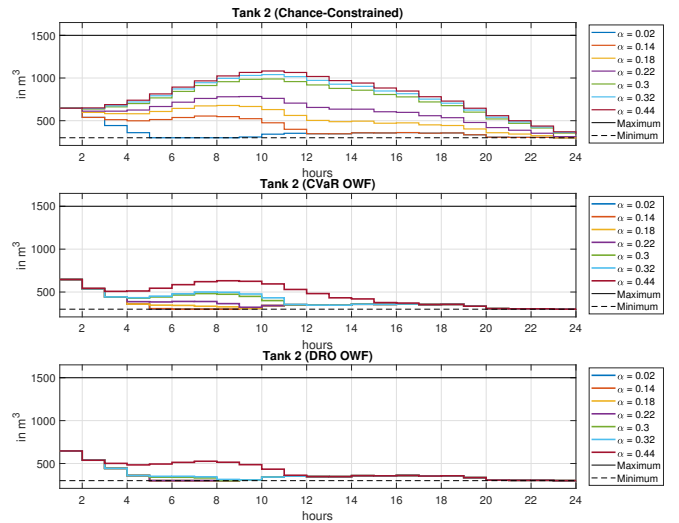 Tank 2 (Chance-Constrained)
1500
1000
500
in m³
2 4 6 8 10 12 14 16 18 20 22 24
hours
α = 0.02
α = 0.14
α = 0.18
α = 0.22
α = 0.3
α = 0.32
α = 0.44
Maximum
Minimum
Tank 2 (CVaR OWF)
1500
1000
500
in m³
2 4 6 8 10 12 14 16 18 20 22 24
hours
α = 0.02
α = 0.14
α = 0.18
α = 0.22
α = 0.3
α = 0.32
α = 0.44
Maximum
Minimum
Tank 2 (DRO OWF)
1500
1000
500
in m³
2 4 6 8 10 12 14 16 18 20 22 24
hours
α = 0.02
α = 0.14
α = 0.18
α = 0.22
α = 0.3
α = 0.32
α = 0.44
Maximum
Minimum